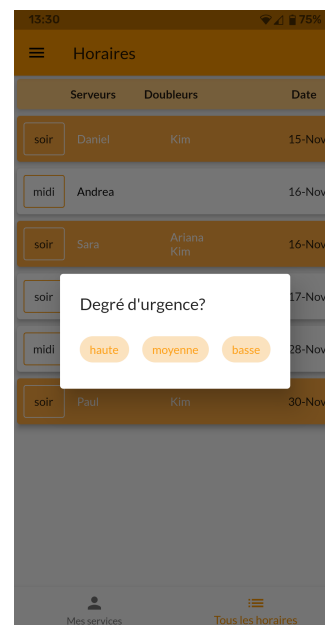 13:30 75%
Horaires
Serveurs Doubleurs Date
soir Daniel Kim 15-Nov
midi Andrea 16-Nov
soir Sara Ariana Kim 16-Nov
soir 17-Nov
Degré d'urgence?
haute moyenne basse
midi 28-Nov
soir Paul Kim 30-Nov
Mes services Tous les horaires